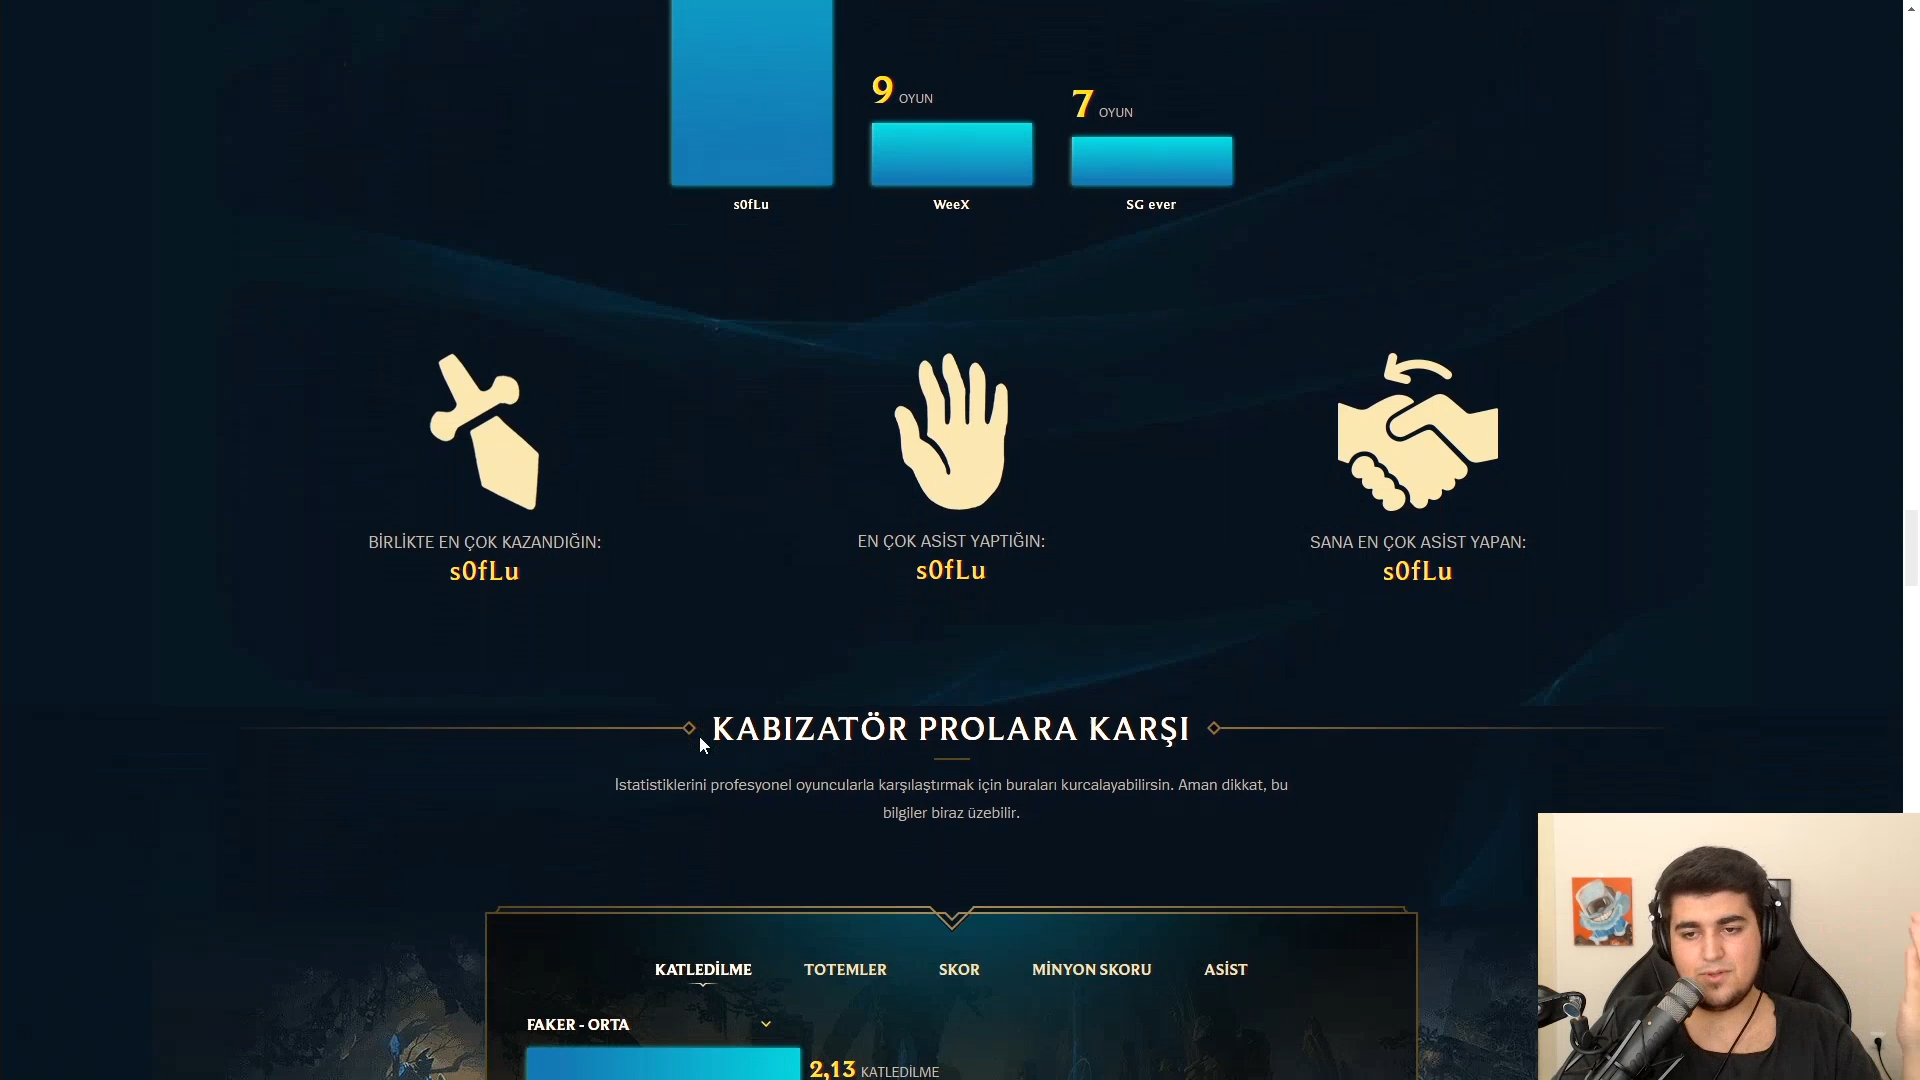 9 OYUN
7 OYUN
s0fLu
WeeX
SG ever
BİRLİKTE EN ÇOK KAZANDIĞIN:
s0fLu
EN ÇOK ASİST YAPTIĞIN:
s0fLu
SANA EN ÇOK ASİST YAPAN:
s0fLu
KABIZATÖR PROLARA KARŞI
İstatistiklerini profesyonel oyuncularla karşılaştırmak için buraları kurcalayabilirsin. Aman dikkat, bu
bilgiler biraz üzebilir.
KATLEDİLME
TOTEMLER
SKOR
MİNYON SKORU
ASİST
FAKER - ORTA
2,13 KATLEDİLME